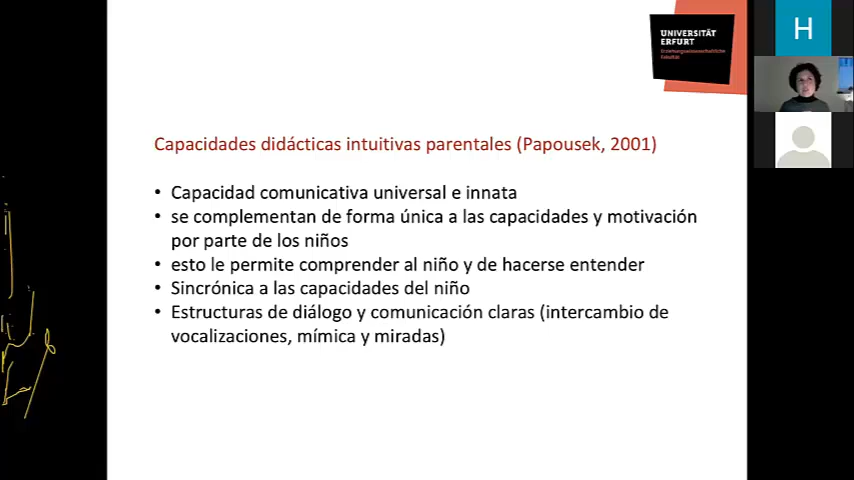 UNIVERSITÄT
ERFURT
Erziehungswissenschaftliche
Fakultät
H
Capacidades didácticas intuitivas parentales (Papousek, 2001)
• Capacidad comunicativa universal e innata
• se complementan de forma única a las capacidades y motivación
por parte de los niños
• esto le permite comprender al niño y de hacerse entender
• Sincrónica a las capacidades del niño
• Estructuras de diálogo y comunicación claras (intercambio de
vocalizaciones, mímica y miradas)